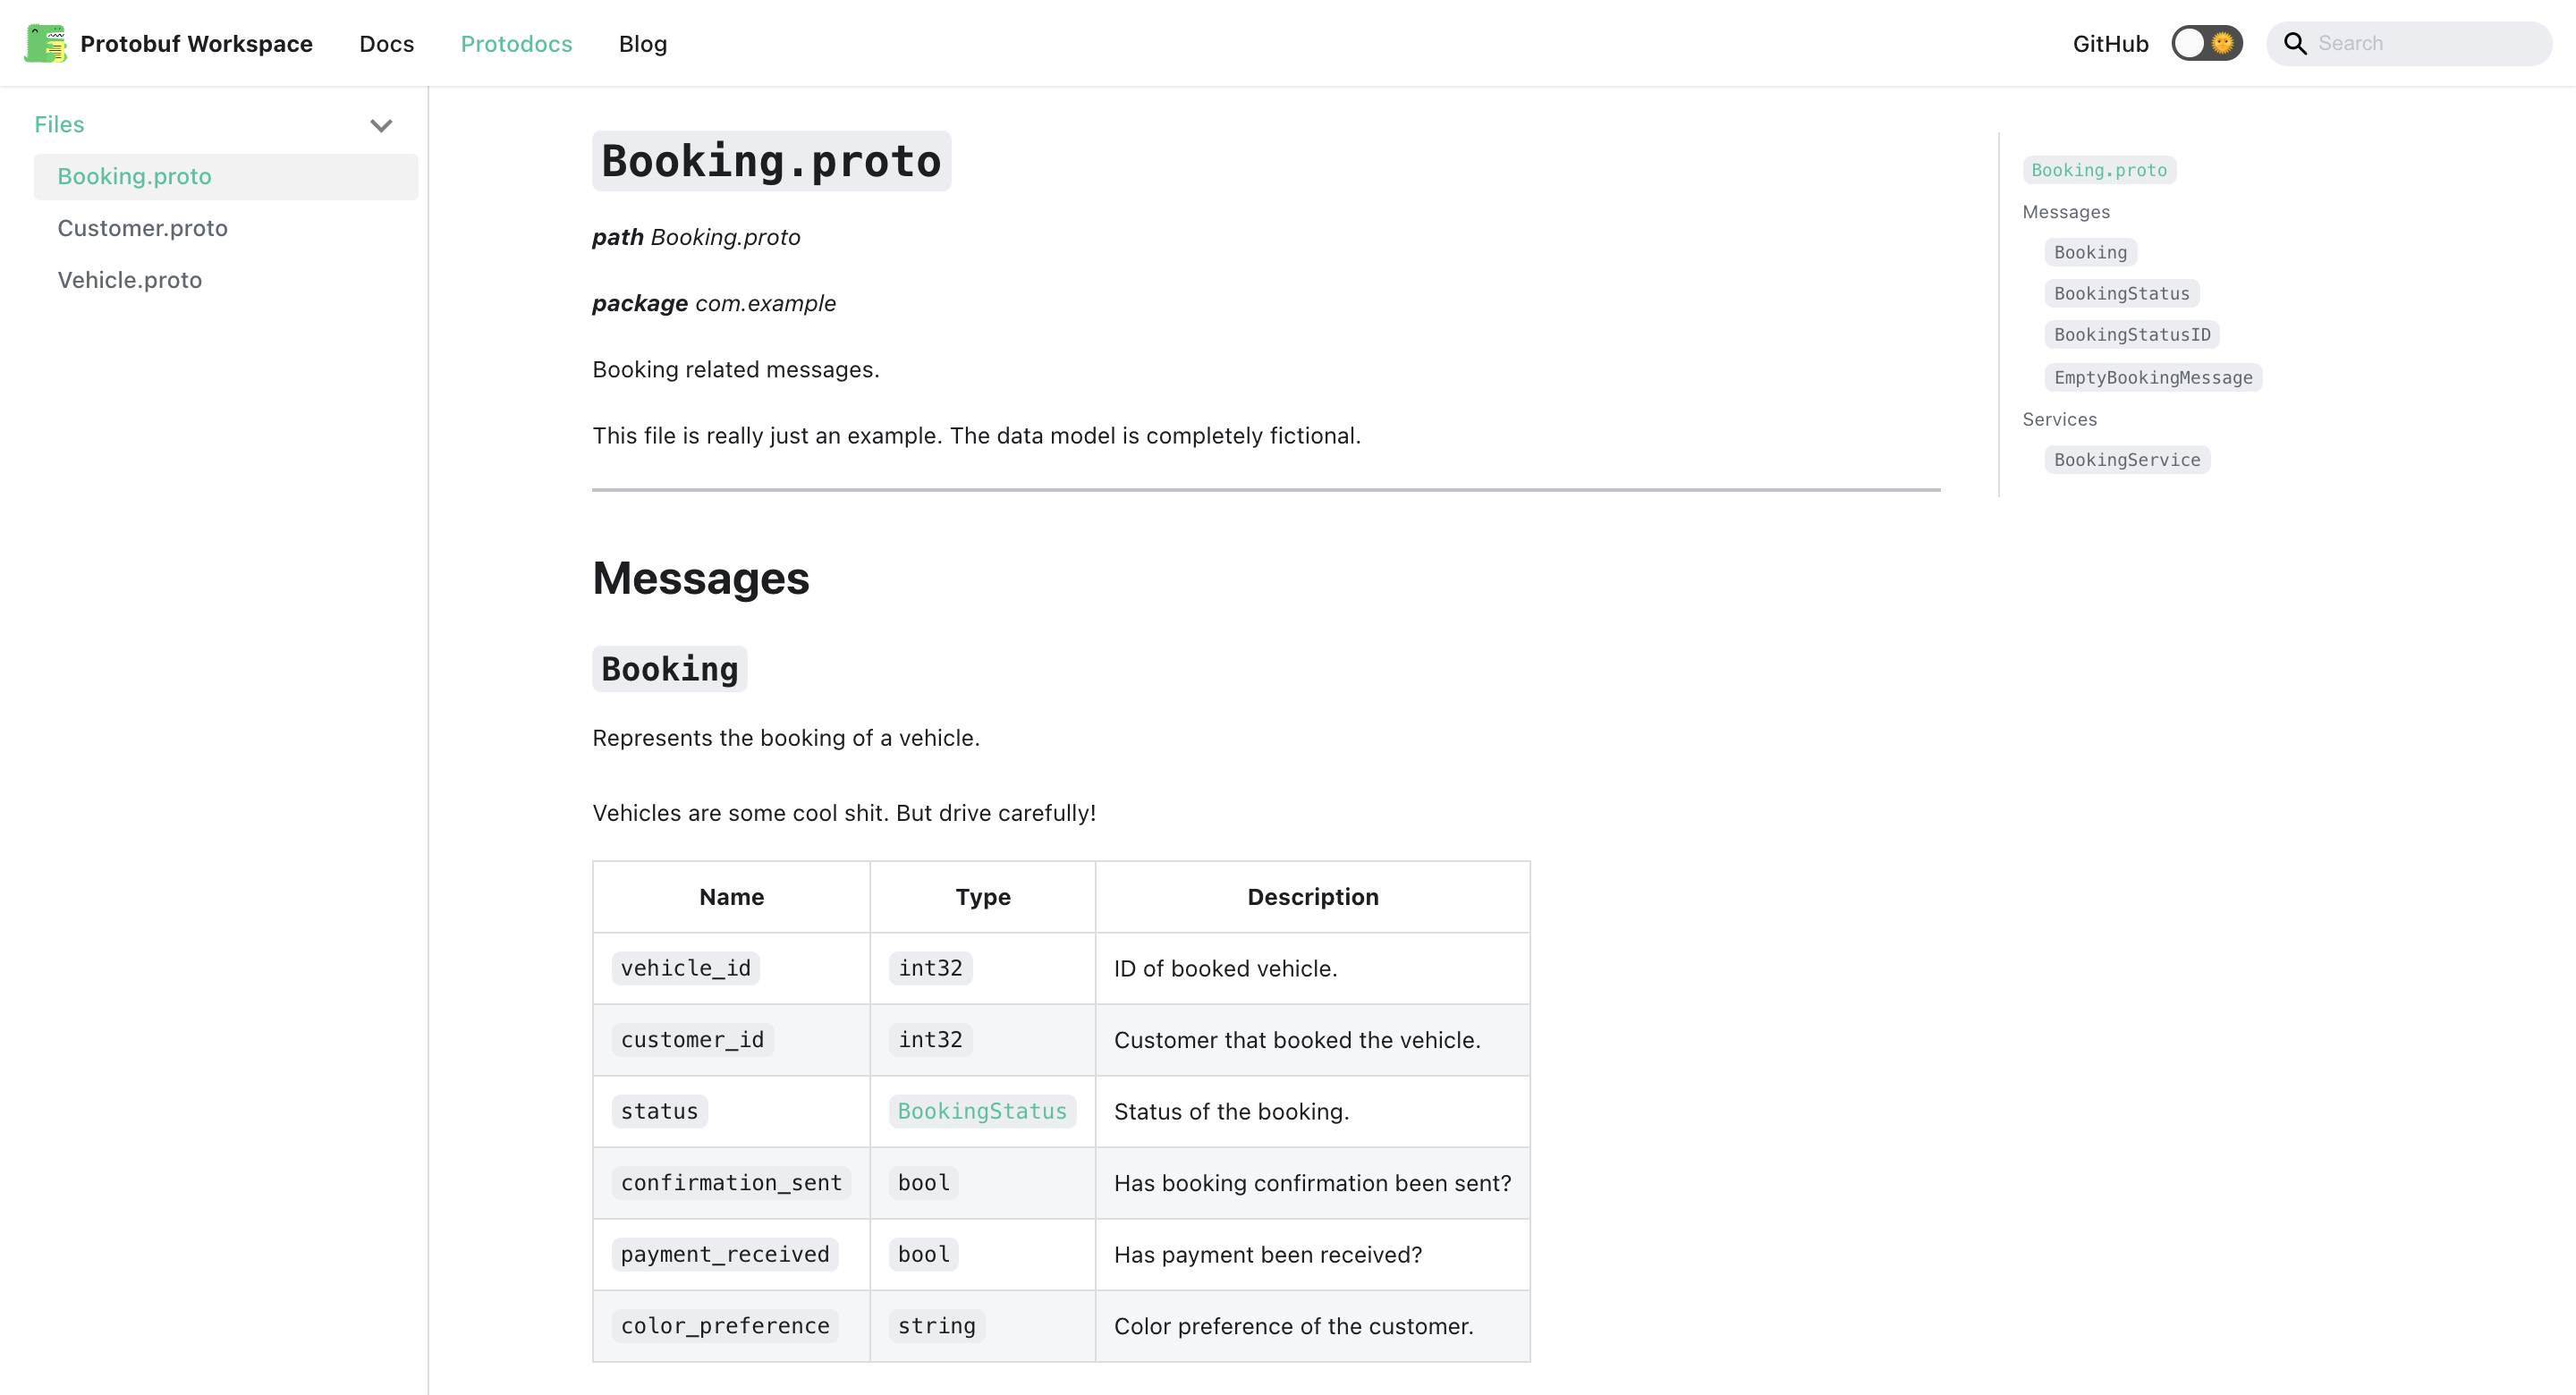 Protobuf Workspace Docs Protodocs Blog GitHub Search
Files
Booking.proto
Customer.proto
Vehicle.proto
Booking.proto
path Booking.proto
package com.example
Booking related messages.
This file is really just an example. The data model is completely fictional.
Messages
Booking
Represents the booking of a vehicle.
Vehicles are some cool shit. But drive carefully!
Name Type Description
vehicle_id int32 ID of booked vehicle.
customer_id int32 Customer that booked the vehicle.
status BookingStatus Status of the booking.
confirmation_sent bool Has booking confirmation been sent?
payment_received bool Has payment been received?
color_preference string Color preference of the customer.
Booking.proto
Messages
Booking
BookingStatus
BookingStatusID
EmptyBookingMessage
Services
BookingService